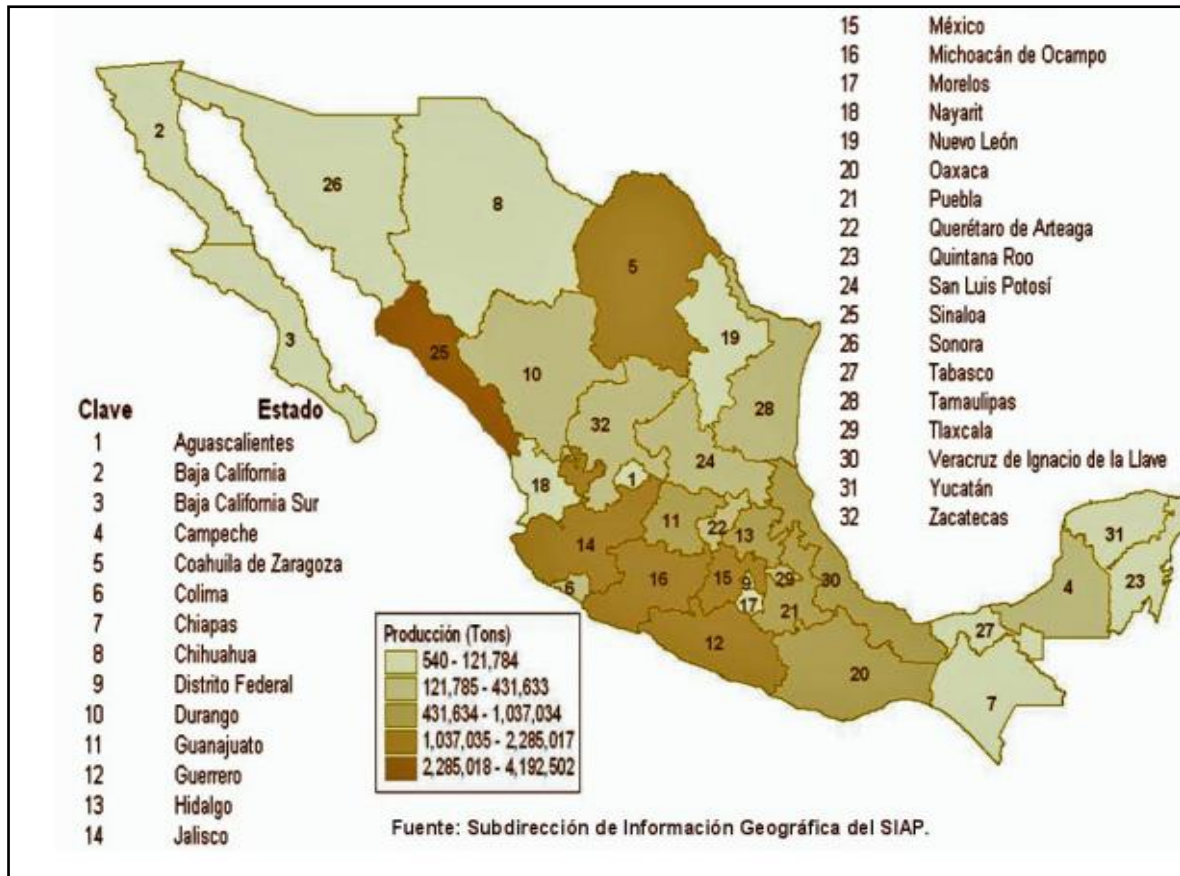 15 México
16 Michoacán de Ocampo
17 Morelos
18 Nayarit
19 Nuevo León
20 Oaxaca
21 Puebla
22 Querétaro de Arteaga
23 Quintana Roo
24 San Luis Potosí
25 Sinaloa
26 Sonora
27 Tabasco
28 Tamaulipas
29 Tlaxcala
30 Veracruz de Ignacio de la Llave
31 Yucatán
32 Zacatecas
2
26
8
5
3
25
10
19
28
32
24
18
1
11
22
13
14
16
15
9
29
30
6
17
21
12
20
31
4
23
27
7
Clave Estado
1 Aguascalientes
2 Baja California
3 Baja California Sur
4 Campeche
5 Coahuila de Zaragoza
6 Colima
7 Chiapas
8 Chihuahua
9 Distrito Federal
10 Durango
11 Guanajuato
12 Guerrero
13 Hidalgo
14 Jalisco
Producción (Tons)
540 - 121,784
121,785 - 431,633
431,634 - 1,037,034
1,037,035 - 2,285,017
2,285,018 - 4,192,502
Fuente: Subdirección de Información Geográfica del SIAP.